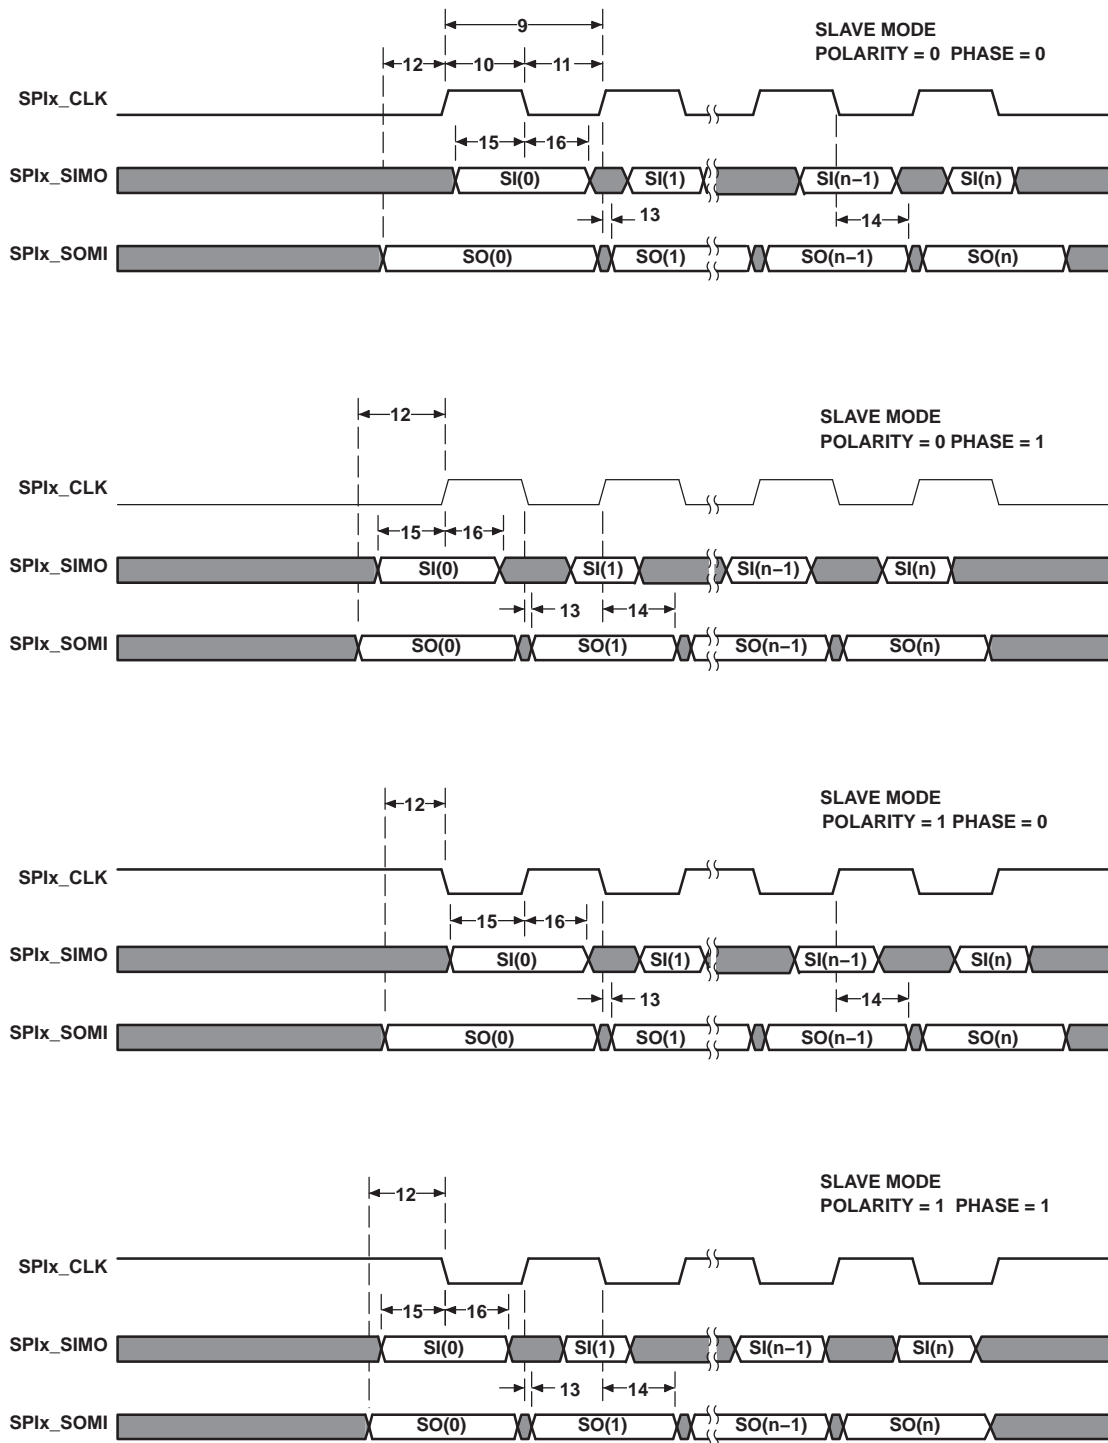 9
SLAVE MODE
POLARITY = 0 PHASE = 0
12 10 11
SPIx_CLK
15 16
SPIx_SIMO SI(0) SI(1) SI(n−1) SI(n)
13 14
SPIx_SOMI SO(0) SO(1) SO(n−1) SO(n)
12
SLAVE MODE
POLARITY = 0 PHASE = 1
SPIx_CLK
15 16
SPIx_SIMO SI(0) SI(1) SI(n−1) SI(n)
13 14
SPIx_SOMI SO(0) SO(1) SO(n−1) SO(n)
SLAVE MODE
12
POLARITY = 1 PHASE = 0
SPIx_CLK
15 16
SPIx_SIMO SI(0) SI(1) SI(n−1) SI(n)
13 14
SPIx_SOMI SO(0) SO(1) SO(n−1) SO(n)
SLAVE MODE
12
POLARITY = 1 PHASE = 1
SPIx_CLK
15 16
SPIx_SIMO SI(0) SI(1) SI(n−1) SI(n)
13 14
SPIx_SOMI SO(0) SO(1) SO(n−1) SO(n)